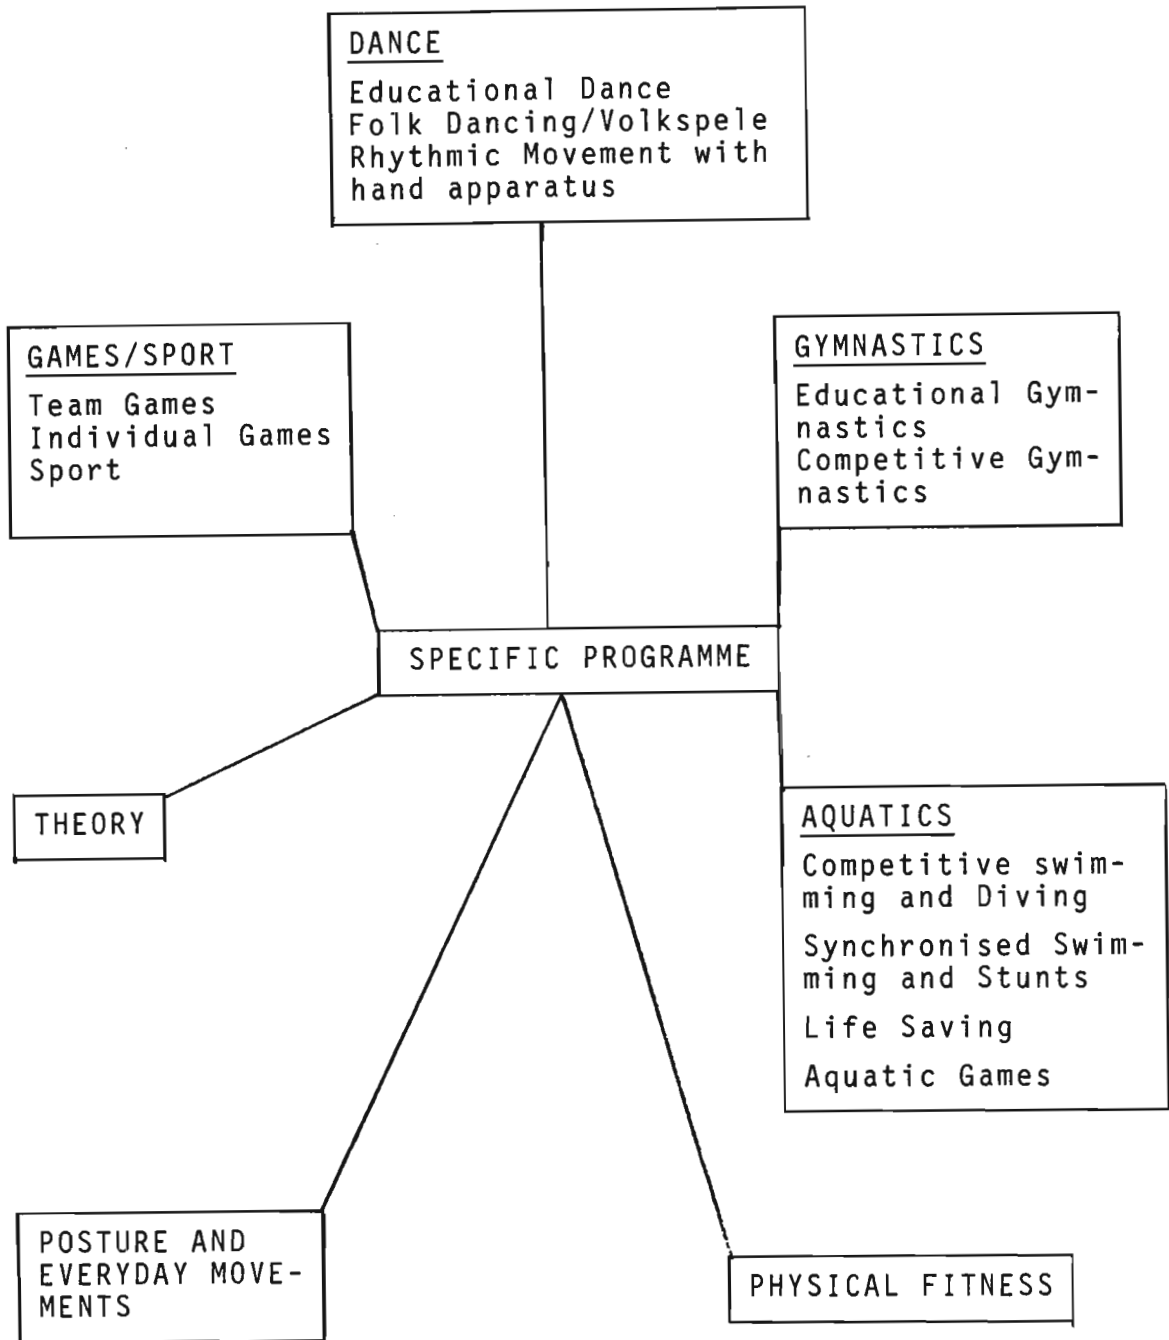 DANCE
Educational Dance
Folk Dancing/Volkspele
Rhythmic Movement with
hand apparatus
GAMES/SPORT
Team Games
Individual Games
Sport
GYMNASTICS
Educational Gym-
nastics
Competitive Gym-
nastics
SPECIFIC PROGRAMME
THEORY
AQUATICS
Competitive swim-
ming and Diving
Synchronised Swim-
ming and Stunts
Life Saving
Aquatic Games
POSTURE AND
EVERYDAY MOVE-
MENTS
PHYSICAL FITNESS